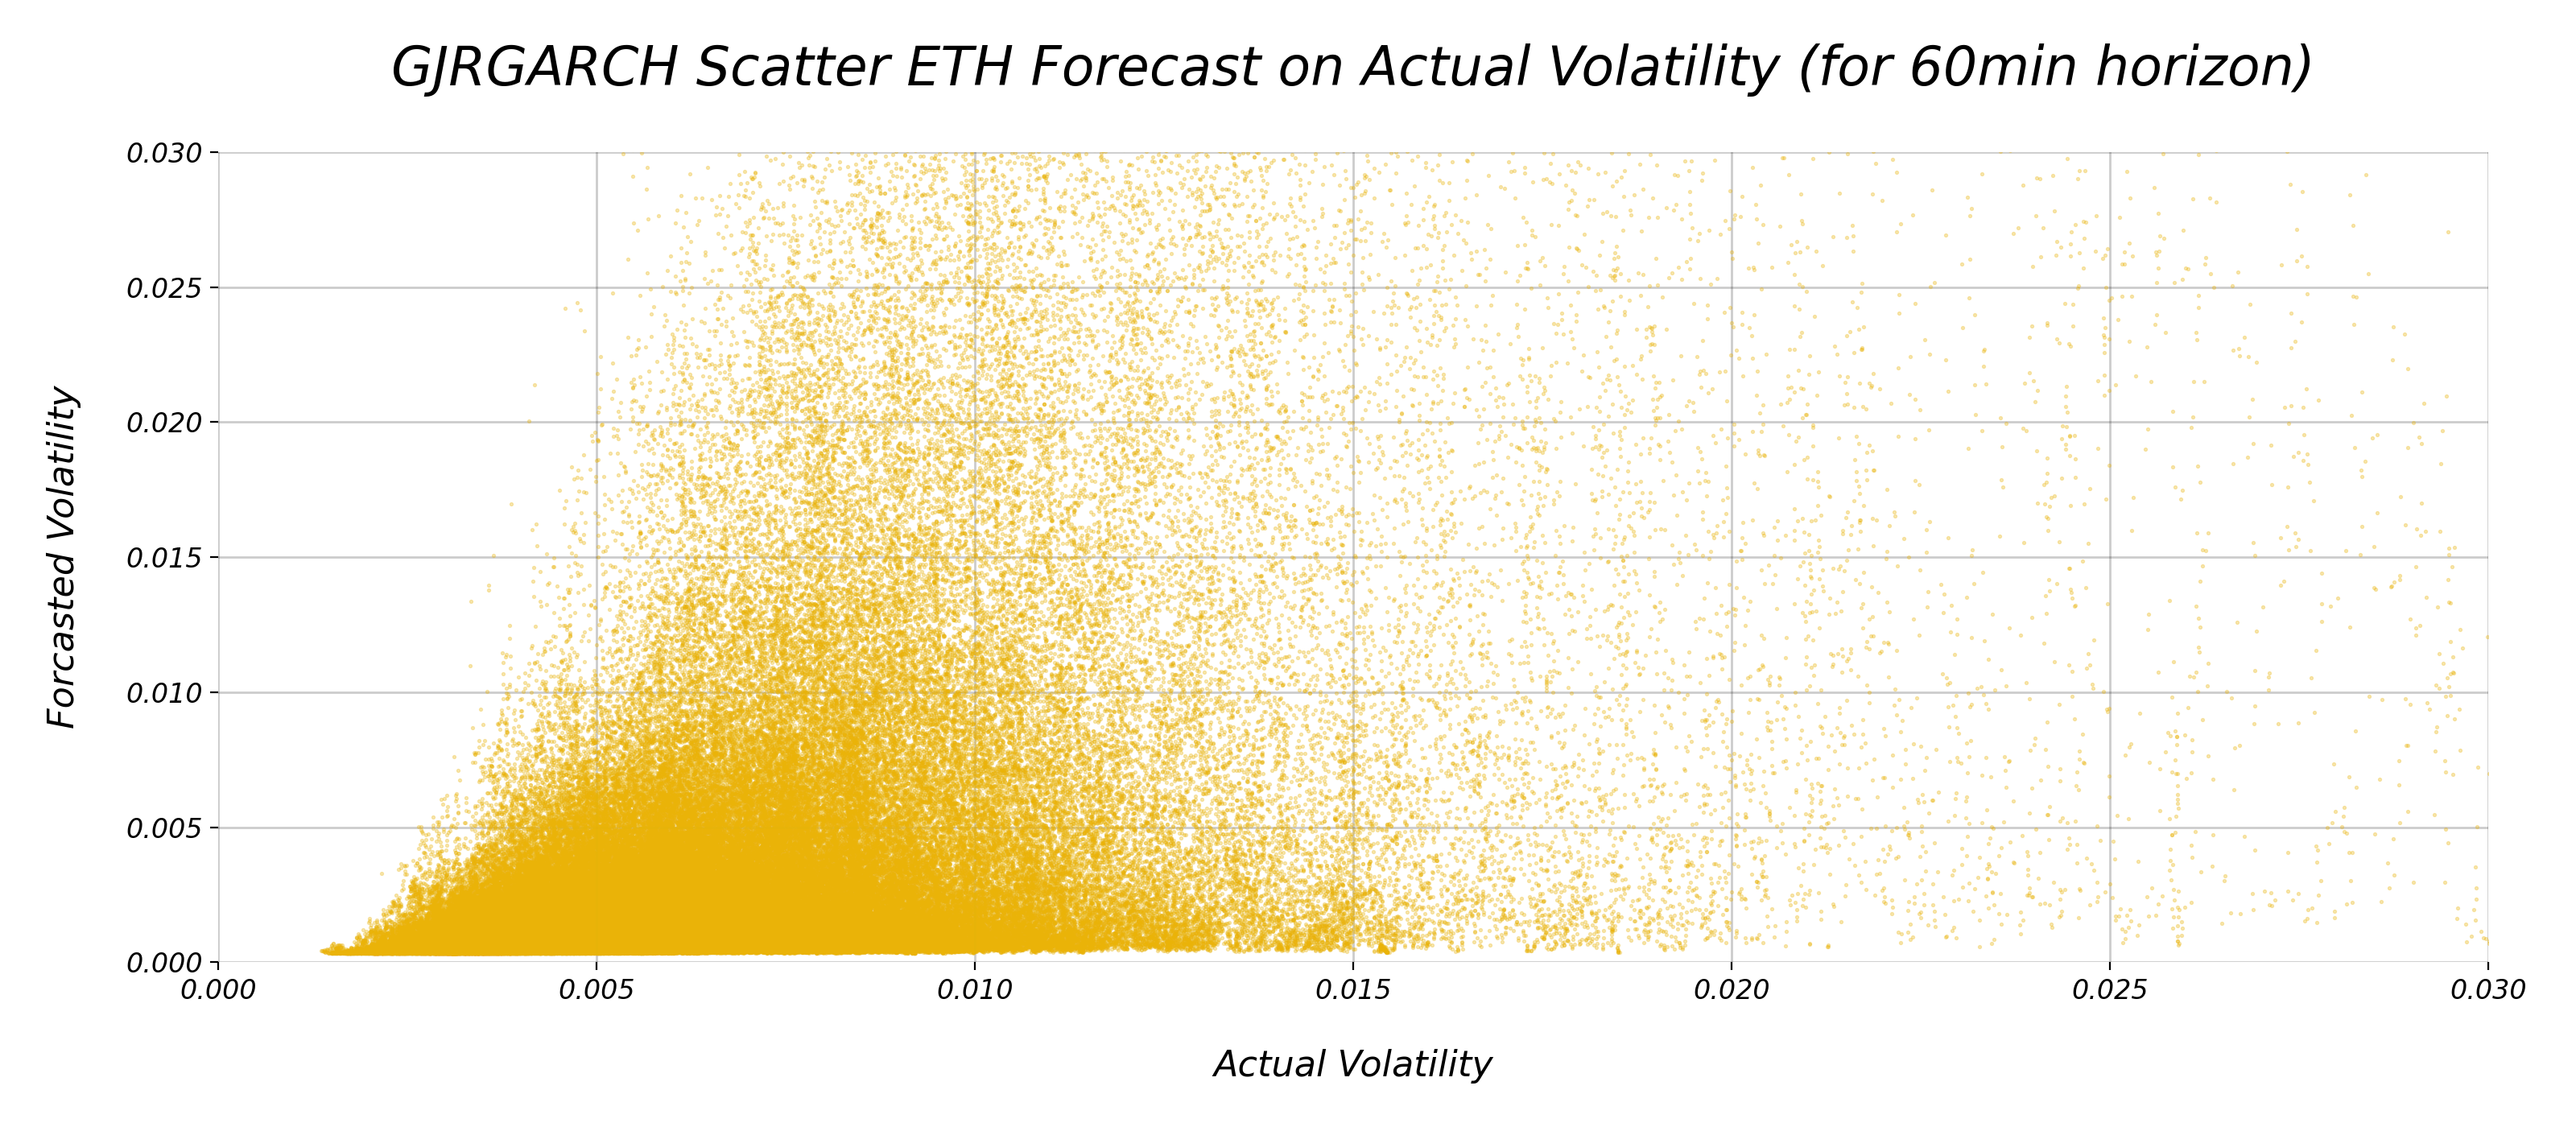 GJRGARCH Scatter ETH Forecast on Actual Volatility (for 60min horizon)
0.030
0.025
0.020
0.015
0.010
0.005
0.000
Forcasted Volatility
0.000 0.005 0.010 0.015 0.020 0.025 0.030
Actual Volatility